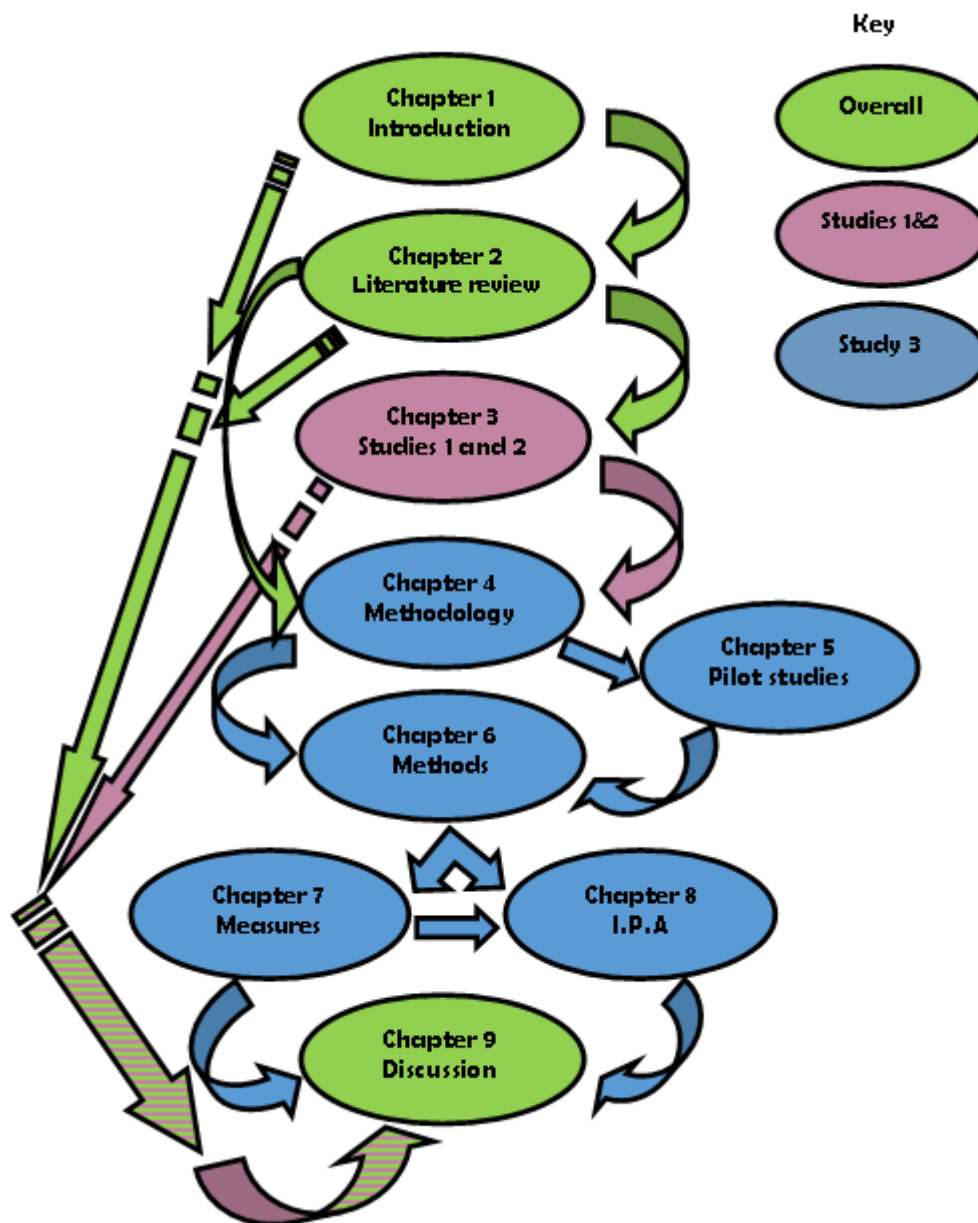 Key
Chapter 1
Introduction
Overall
Studies 1&2
Chapter 2
Literature review
Study 3
Chapter 3
Studies 1 and 2
Chapter 4
Methodology
Chapter 5
Pilot studies
Chapter 6
Methods
Chapter 7
Measures
Chapter 8
I.P.A
Chapter 9
Discussion